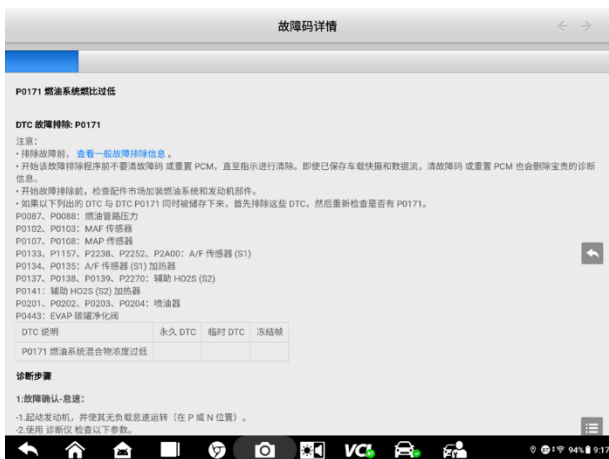 故障码详情
P0171 燃油系统燃比过低
DTC 故障排除: P0171
注意：
・排除故障前， 查看一般故障排除信息 。
・开始该故障排除程序前不要清故障码 或重置 PCM，直至指示进行清除。即使已保存车载快摄和数据流，清故障码 或重置 PCM 也会删除宝贵的诊断
信息。
・开始故障排除前，检查配件市场加装燃油系统和发动机部件。
・如果以下列出的 DTC 与 DTC P0171 同时被储存下来，首先排除这些 DTC，然后重新检查是否有 P0171。
P0087、P0088：燃油管路压力
P0102、P0103：MAF 传感器
P0107、P0108：MAP 传感器
P0133、P1157、P2238、P2252、 P2A00：A/F 传感器 (S1)
P0134、P0135：A/F 传感器 (S1) 加热器
P0137、P0138、P0139、P2270：辅助 HO2S (S2)
P0141：辅助 HO2S (S2) 加热器
P0201、P0202、P0203、P0204：喷油器
P0443：EVAP 碳罐净化阀
DTC 说明 永久 DTC 临时 DTC 冻结帧
P0171 燃油系统混合物浓度过低
诊断步骤
1:故障确认-怠速：
-1.起动发动机，并使其无负载怠速运转（在 P 或 N 位置）。
-2.使用 诊断仪 检查以下参数。
VCI
94% 9:17